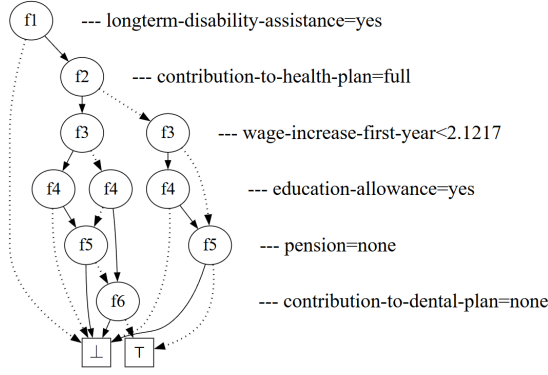 f1 --- longterm-disability-assistance=yes
f2 --- contribution-to-health-plan=full
f3 f3 --- wage-increase-first-year<2.1217
f4 f4 f4 --- education-allowance=yes
f5 f5 --- pension=none
f6 --- contribution-to-dental-plan=none
⊥ ⊤